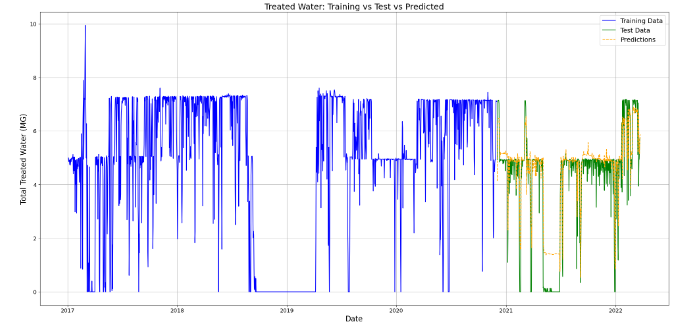 Treated Water: Training vs Test vs Predicted
Training Data
Test Data
Predictions
Total Treated Water (MG)
10
8
6
4
2
0
2017
2018
2019
2020
2021
2022
Date